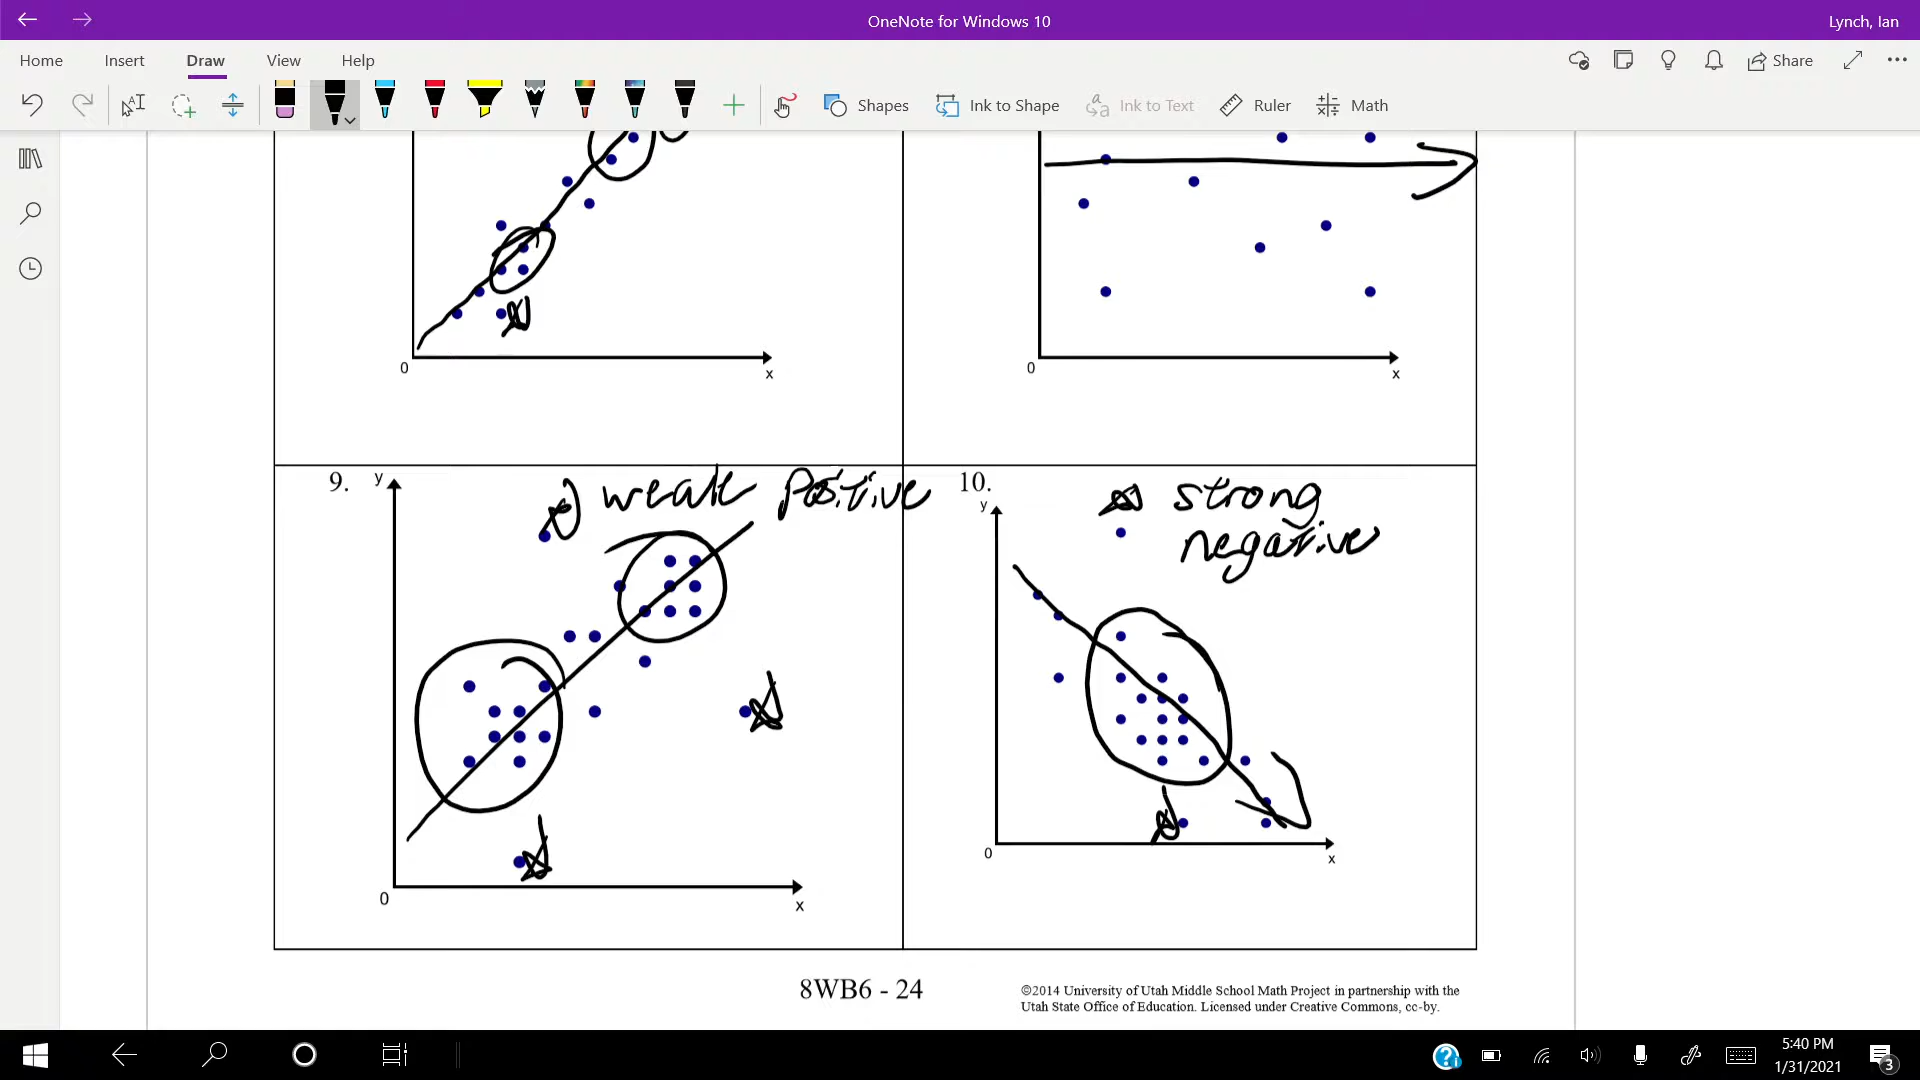 OneNote for Windows 10
Lynch, Ian
Home Insert Draw View Help
Share
Shapes Ink to Shape Ink to Text Ruler Math
0 x
0 x
9. y weak positive
10. y strong
negative
0 x
0 x
8WB6 - 24
©2014 University of Utah Middle School Math Project in partnership with the
Utah State Office of Education. Licensed under Creative Commons, cc-by.
5:40 PM
1/31/2021
3